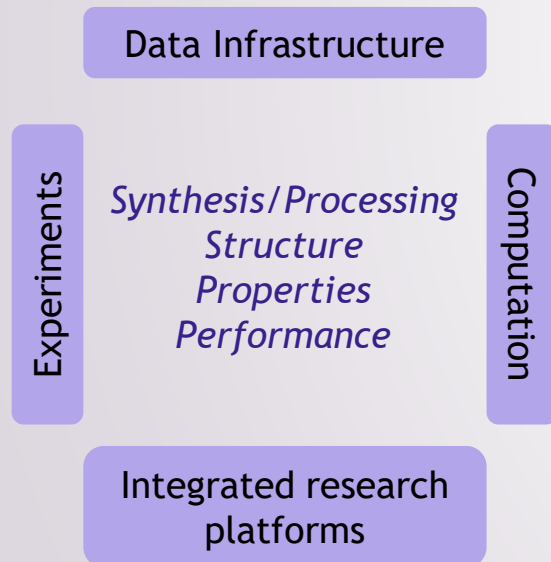 Data Infrastructure
Experiments
Synthesis/Processing
Structure
Properties
Performance
Computation
Integrated research
platforms